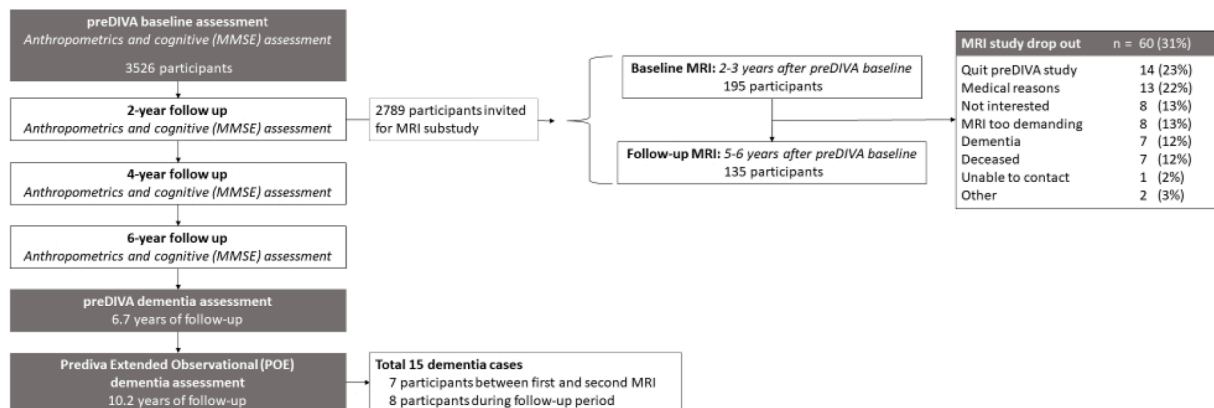 preDIVA baseline assessment
Anthropometrics and cognitive (MMSE) assessment
3526 participants
2-year follow up
Anthropometrics and cognitive (MMSE) assessment
4-year follow up
Anthropometrics and cognitive (MMSE) assessment
6-year follow up
Anthropometrics and cognitive (MMSE) assessment
preDIVA dementia assessment
6.7 years of follow-up
Prediva Extended Observational (POE)
dementia assessment
10.2 years of follow-up
2789 participants invited
for MRI substudy
Baseline MRI: 2-3 years after preDIVA baseline
195 participants
Follow-up MRI: 5-6 years after preDIVA baseline
135 participants
MRI study drop out n = 60 (31%)
Quit preDIVA study 14 (23%)
Medical reasons 13 (22%)
Not interested 8 (13%)
MRI too demanding 8 (13%)
Dementia 7 (12%)
Deceased 7 (12%)
Unable to contact 1 (2%)
Other 2 (3%)
Total 15 dementia cases
7 participants between first and second MRI
8 particpants during follow-up period